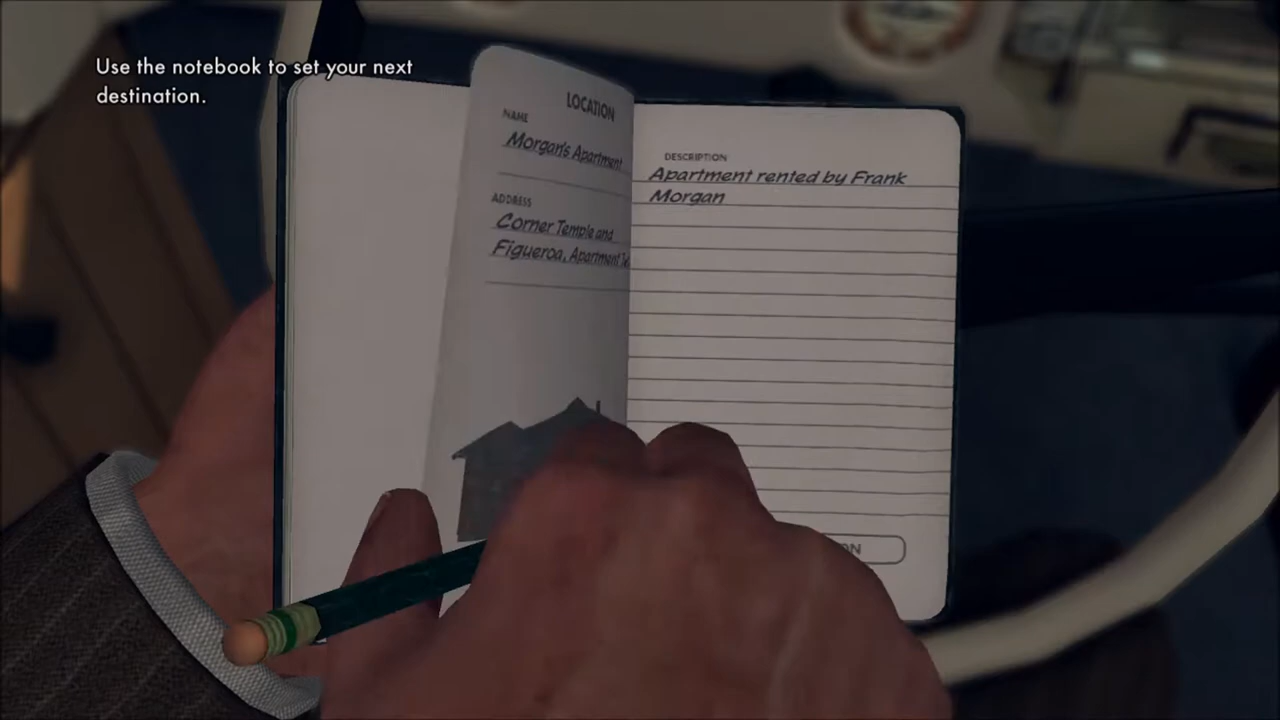 Use the notebook to set your next
destination.
LOCATION
NAME
Morgan's Apartment
ADDRESS
Corner Temple and
Figueroa, Apartment
DESCRIPTION
Apartment rented by Frank
Morgan